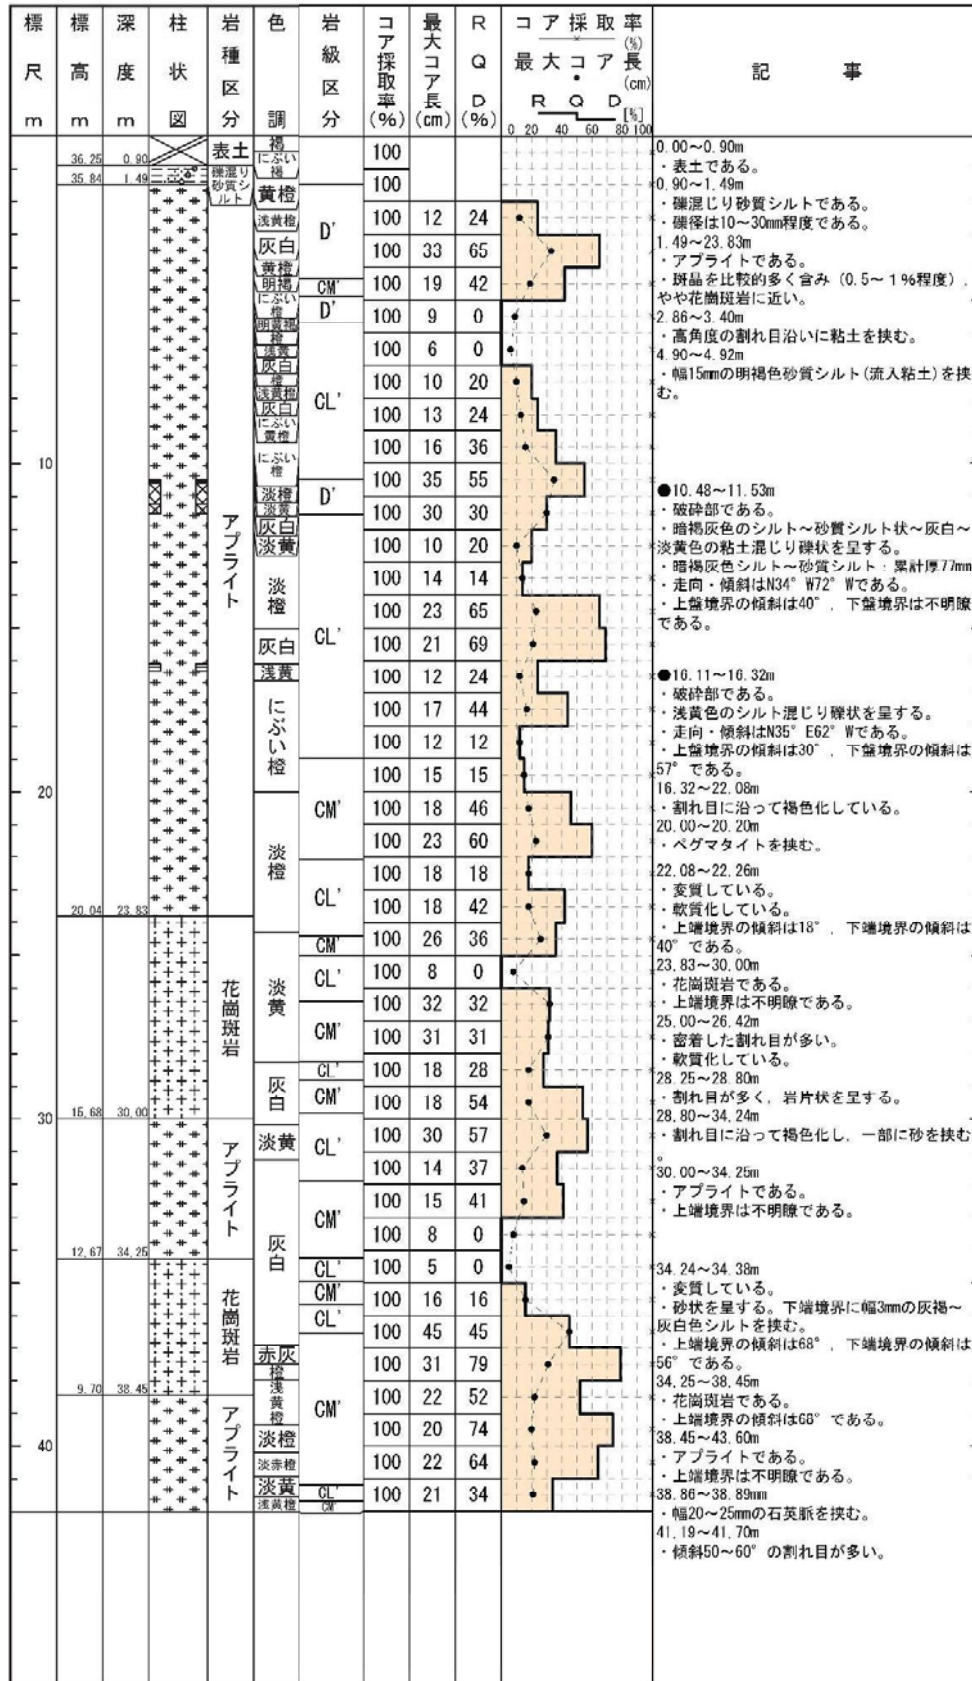 標尺 m
標高 m
深度 m
柱状図
岩種区分
色調
岩級区分
コア採取率(%)
最大コア長(cm)
RQD(%)
コア採取率(%)
最大コア長(cm)
RQD[%]
0 20 40 60 80 100
記事
36.25 0.90 表土 褐 100
にぶい褐
35.84 1.49 礫混り砂質シルト 100
黄橙
浅黄橙 D' 100 12 24
灰白 100 33 65
黄橙
明褐 CM' 100 19 42
にぶい橙 D' 100 9 0
明黄褐
橙
浅黄 100 6 0
灰白
橙 CL' 100 10 20
浅黄橙
灰白 100 13 24
にぶい黄橙 100 16 36
10 にぶい橙 100 35 55
淡橙 D' 100 30 30
淡黄
灰白
淡黄 100 10 20
アプライト
100 14 14
淡橙 100 23 65
灰白 CL' 100 21 69
浅黄 100 12 24
にぶい橙 100 17 44
100 12 12
100 15 15
20 CM' 100 18 46
淡橙 100 23 60
100 18 18
20.04 23.83 CL' 100 18 42
CM' 100 26 36
花崗斑岩 淡黄 CL' 100 8 0
100 32 32
CM' 100 31 31
灰白 CL' 100 18 28
CM' 100 18 54
30 15.68 30.00
淡黄 CL' 100 30 57
アプライト 100 14 37
100 15 41
灰白 CM' 100 8 0
12.67 34.25 CL' 100 5 0
CM' 100 16 16
花崗斑岩 CL' 100 45 45
赤灰 100 31 79
橙
9.70 38.45 浅黄橙 CM' 100 22 52
アプライト 100 20 74
40 淡橙
淡赤橙 100 22 64
淡黄 CL' 100 21 34
浅黄橙 CM'
0.00～0.90m
・表土である。
0.90～1.49m
・礫混じり砂質シルトである。
・礫径は10～30mm程度である。
1.49～23.83m
・アプライトである。
・斑晶を比較的多く含み（0.5～1％程度），
やや花崗斑岩に近い。
2.86～3.40m
・高角度の割れ目沿いに粘土を挟む。
4.90～4.92m
・幅15mmの明褐色砂質シルト(流入粘土)を挟
む。
●10.48～11.53m
・破砕部である。
・暗褐灰色のシルト～砂質シルト状～灰白～
淡黄色の粘土混じり礫状を呈する。
・暗褐灰色シルト～砂質シルト：累計厚77mm
・走向・傾斜はN34°W72°Wである。
・上盤境界の傾斜は40°，下盤境界は不明瞭
である。
●16.11～16.32m
・破砕部である。
・浅黄色のシルト混じり礫状を呈する。
・走向・傾斜はN35°E62°Wである。
・上盤境界の傾斜は30°，下盤境界の傾斜は
57°である。
16.32～22.08m
・割れ目に沿って褐色化している。
20.00～20.20m
・ペグマタイトを挟む。
22.08～22.26m
・変質している。
・軟質化している。
・上端境界の傾斜は18°，下端境界の傾斜は
40°である。
23.83～30.00m
・花崗斑岩である。
・上端境界は不明瞭である。
25.00～26.42m
・密着した割れ目が多い。
・軟質化している。
28.25～28.80m
・割れ目が多く，岩片状を呈する。
28.80～34.24m
・割れ目に沿って褐色化し，一部に砂を挟む
。
30.00～34.25m
・アプライトである。
・上端境界は不明瞭である。
34.24～34.38m
・変質している。
・砂状を呈する。下端境界に幅3mmの灰褐～
灰白色シルトを挟む。
・上端境界の傾斜は68°，下端境界の傾斜は
56°である。
34.25～38.45m
・花崗斑岩である。
・上端境界の傾斜は68°である。
38.45～43.60m
・アプライトである。
・上端境界は不明瞭である。
38.86～38.89mm
・幅20～25mmの石英脈を挟む。
41.19～41.70m
・傾斜50～60°の割れ目が多い。